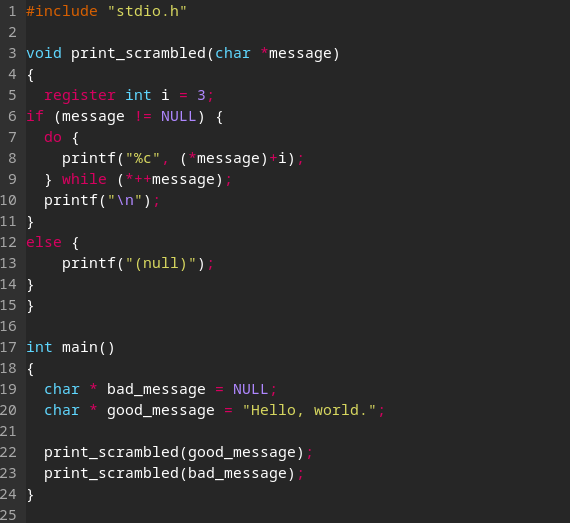 1 #include "stdio.h"
2
3 void print_scrambled(char *message)
4 {
5   register int i = 3;
6 if (message != NULL) {
7   do {
8     printf("%c", (*message)+i);
9   } while (*++message);
10   printf("\n");
11 }
12 else {
13     printf("(null)");
14 }
15 }
16
17 int main()
18 {
19   char * bad_message = NULL;
20   char * good_message = "Hello, world.";
21
22   print_scrambled(good_message);
23   print_scrambled(bad_message);
24 }
25